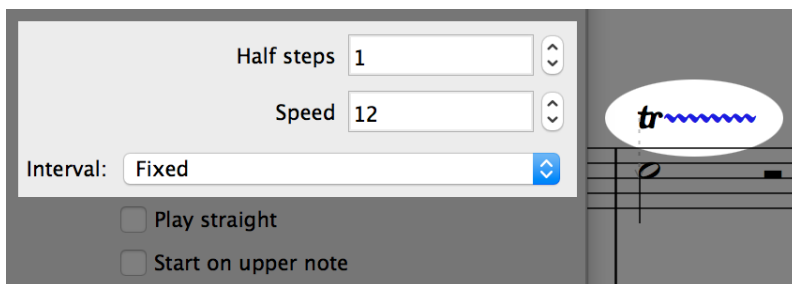 Half steps 1
Speed 12
tr
Interval: Fixed
Play straight
Start on upper note